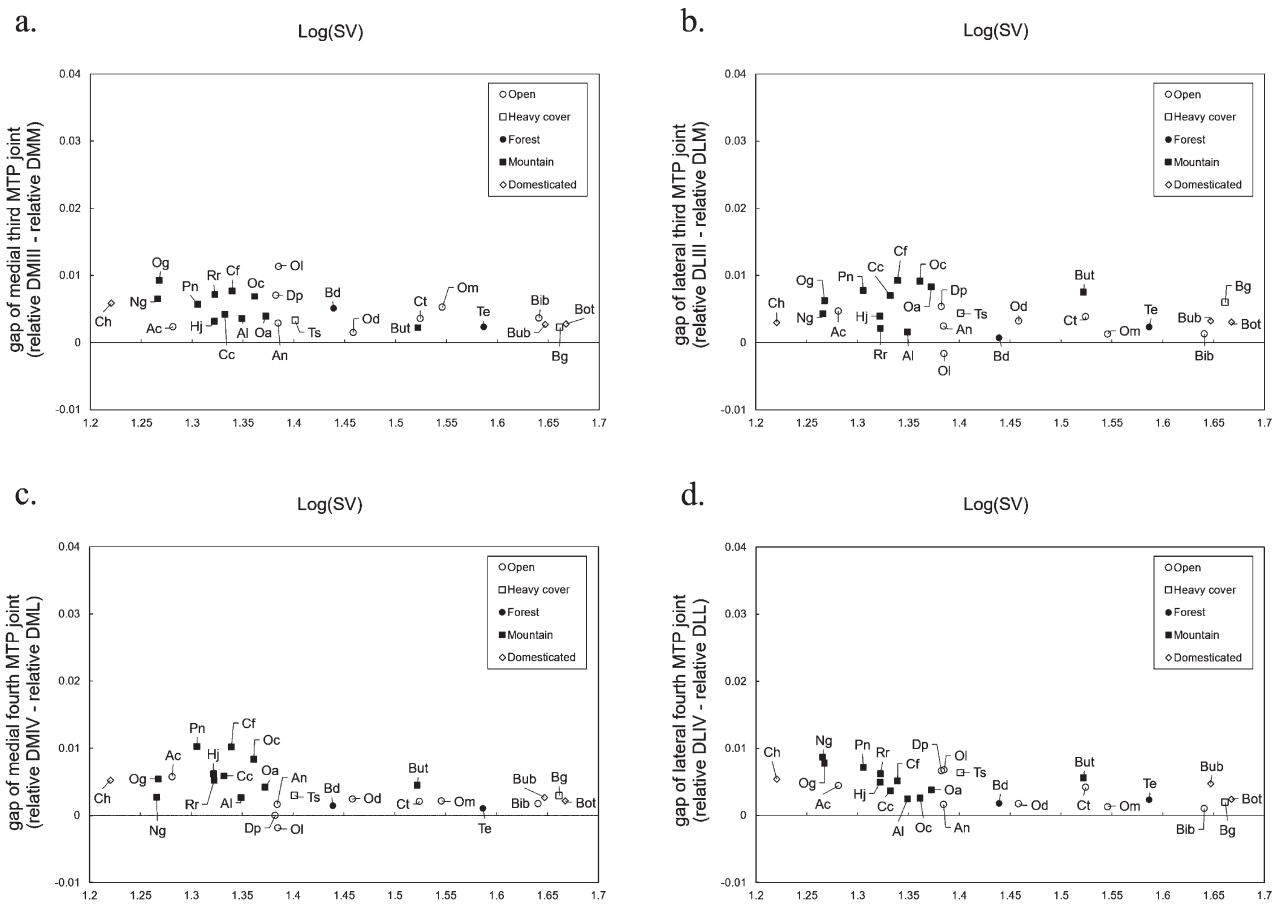 a.
Log(SV)
gap of medial third MTP joint
(relative DMIII - relative DMM)
0.04
0.03
0.02
0.01
0
-0.01
Open
Heavy cover
Forest
Mountain
Domesticated
Ch
Og
Ng
Ac
Pn
Rr
Hj
Cf
Cc
Al
Oc
Oa
Ol
Dp
An
Ts
Bd
Od
But
Ct
Om
Te
Bib
Bub
Bot
Bg
1.2 1.25 1.3 1.35 1.4 1.45 1.5 1.55 1.6 1.65 1.7
b.
Log(SV)
gap of lateral third MTP joint
(relative DLIII - relative DLM)
0.04
0.03
0.02
0.01
0
-0.01
Open
Heavy cover
Forest
Mountain
Domesticated
Ch
Og
Ng
Ac
Pn
Cc
Hj
Rr
Cf
Al
Oc
Oa
Dp
An
Ol
Ts
Bd
Od
But
Ct
Om
Te
Bub
Bib
Bg
Bot
1.2 1.25 1.3 1.35 1.4 1.45 1.5 1.55 1.6 1.65 1.7
c.
Log(SV)
gap of medial fourth MTP joint
(relative DMIV - relative DML)
0.04
0.03
0.02
0.01
0
-0.01
Open
Heavy cover
Forest
Mountain
Domesticated
Ch
Og
Ng
Ac
Pn
Hj
Rr
Cf
Cc
Al
Oc
Oa
An
Dp
Ol
Ts
Bd
Od
But
Ct
Om
Te
Bub
Bib
Bg
Bot
1.2 1.25 1.3 1.35 1.4 1.45 1.5 1.55 1.6 1.65 1.7
d.
Log(SV)
gap of lateral fourth MTP joint
(relative DLIV - relative DLL)
0.04
0.03
0.02
0.01
0
-0.01
Open
Heavy cover
Forest
Mountain
Domesticated
Ch
Ng
Og
Ac
Pn
Rr
Hj
Cc
Cf
Al
Oc
Oa
Dp
Ol
An
Ts
Bd
Od
But
Ct
Om
Te
Bub
Bib
Bot
Bg
1.2 1.25 1.3 1.35 1.4 1.45 1.5 1.55 1.6 1.65 1.7